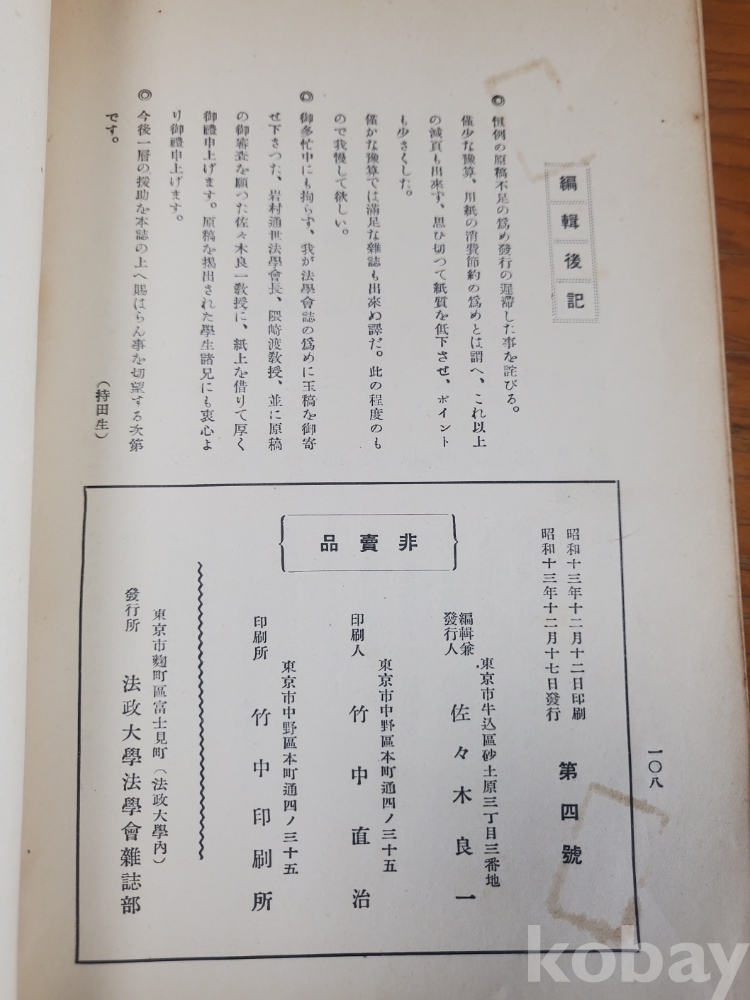 編輯後記
◎ 恒例の原稿不足の爲め發行の遲滯した事を詫びる。
僅少な豫算、用紙の消費節約の爲めとは謂へ、これ以上
の減頁も出來ず、思ひ切つて紙質を低下させ、ポイント
も少さくした。
僅かな豫算では滿足な雜誌も出來ぬ譯だ。此の程度のも
ので我慢して欲しい。
◎ 御多忙中にも拘らず、我が法學會誌の爲めに玉稿を御寄
せ下さつた、岩村通世法學會長、隈崎渡敎授、並に原稿
の御審査を願つた佐々木良一敎授に、紙上を借りて厚く
御禮申上げます。原稿を提出された學生諸兄にも衷心よ
り御禮申上げます。
◎ 今後一層の援助を本誌の上へ賜はらん事を切望する次第
です。
(持田生)
一〇八
昭和十三年十二月十二日印刷
昭和十三年十二月十七日發行
第四號
非賣品
東京市牛込區砂土原三丁目三番地
編輯兼發行人 佐々木良一
東京市中野區本町通四ノ三十五
印刷人 竹中直治
東京市中野區本町通四ノ三十五
印刷所 竹中印刷所
東京市麴町區富士見町(法政大學內)
發行所 法政大學法學會雜誌部
kobay